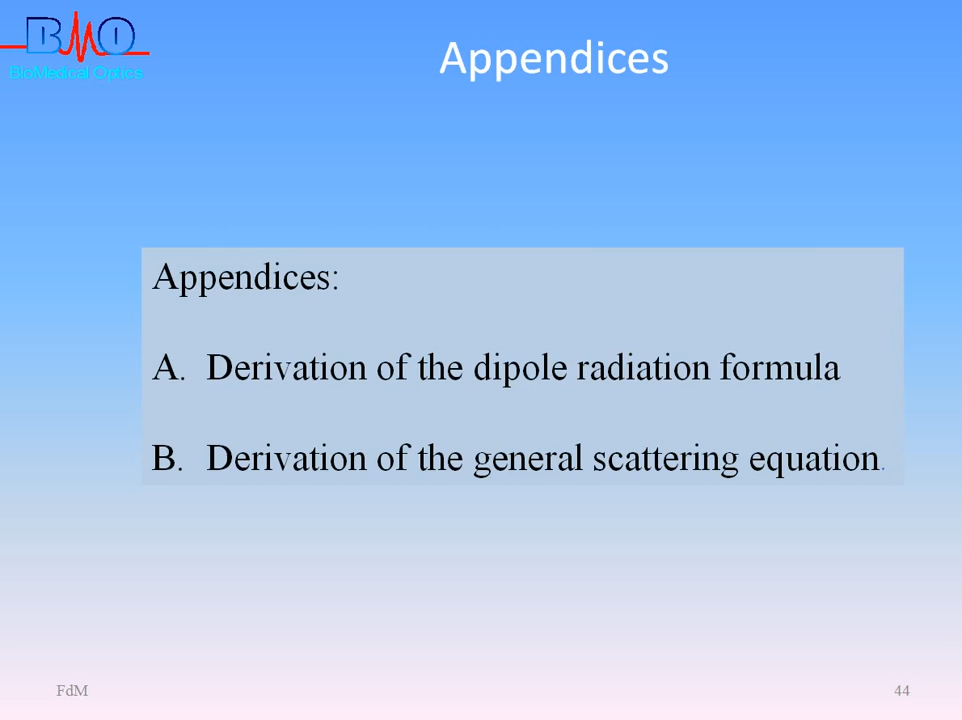 BMO
BioMedical Optics
Appendices
Appendices:
A. Derivation of the dipole radiation formula
B. Derivation of the general scattering equation.
FdM
44